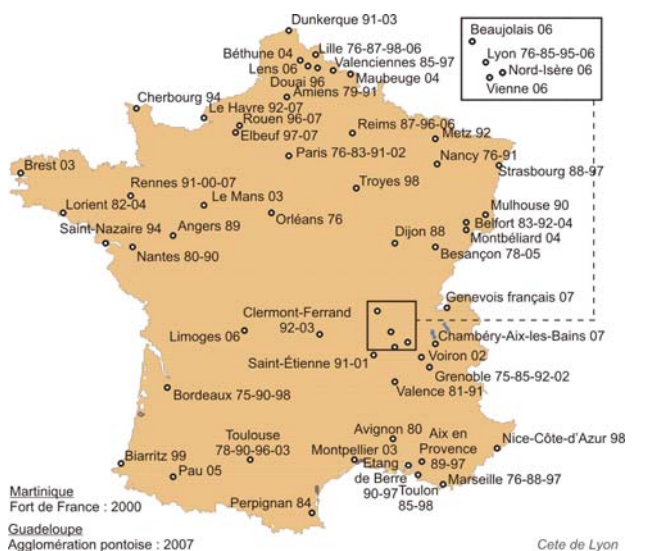 Dunkerque 91-03
Beaujolais 06
Lille 76-87-98-06
Béthune 04
Lyon 76-85-95-06
Valenciennes 85-97
Lens 06
Nord-Isère 06
Douai 96
Maubeuge 04
Vienne 06
Amiens 79-91
Cherbourg 94
Le Havre 92-07
Rouen 96-07
Reims 87-96-06
Elbeuf 97-07
Metz 92
Paris 76-83-91-02
Nancy 76-91
Brest 03
Strasbourg 88-97
Rennes 91-00-07
Troyes 98
Le Mans 03
Mulhouse 90
Lorient 82-04
Belfort 83-92-04
Orléans 76
Saint-Nazaire 94
Angers 89
Dijon 88
Montbéliard 04
Nantes 80-90
Besançon 78-05
Genevois français 07
Clermont-Ferrand
92-03
Limoges 06
Chambéry-Aix-les-Bains 07
Saint-Étienne 91-01
Voiron 02
Grenoble 75-85-92-02
Bordeaux 75-90-98
Valence 81-91
Avignon 80
Toulouse
78-90-96-03
Aix en
Provence
89-97
Nice-Côte-d'Azur 98
Montpellier 03
Biarritz 99
Etang
de Berre
90-97
Pau 05
Toulon
85-98
Marseille 76-88-97
Perpignan 84
Martinique
Fort de France : 2000
Guadeloupe
Agglomération pontoise : 2007
Cete de Lyon